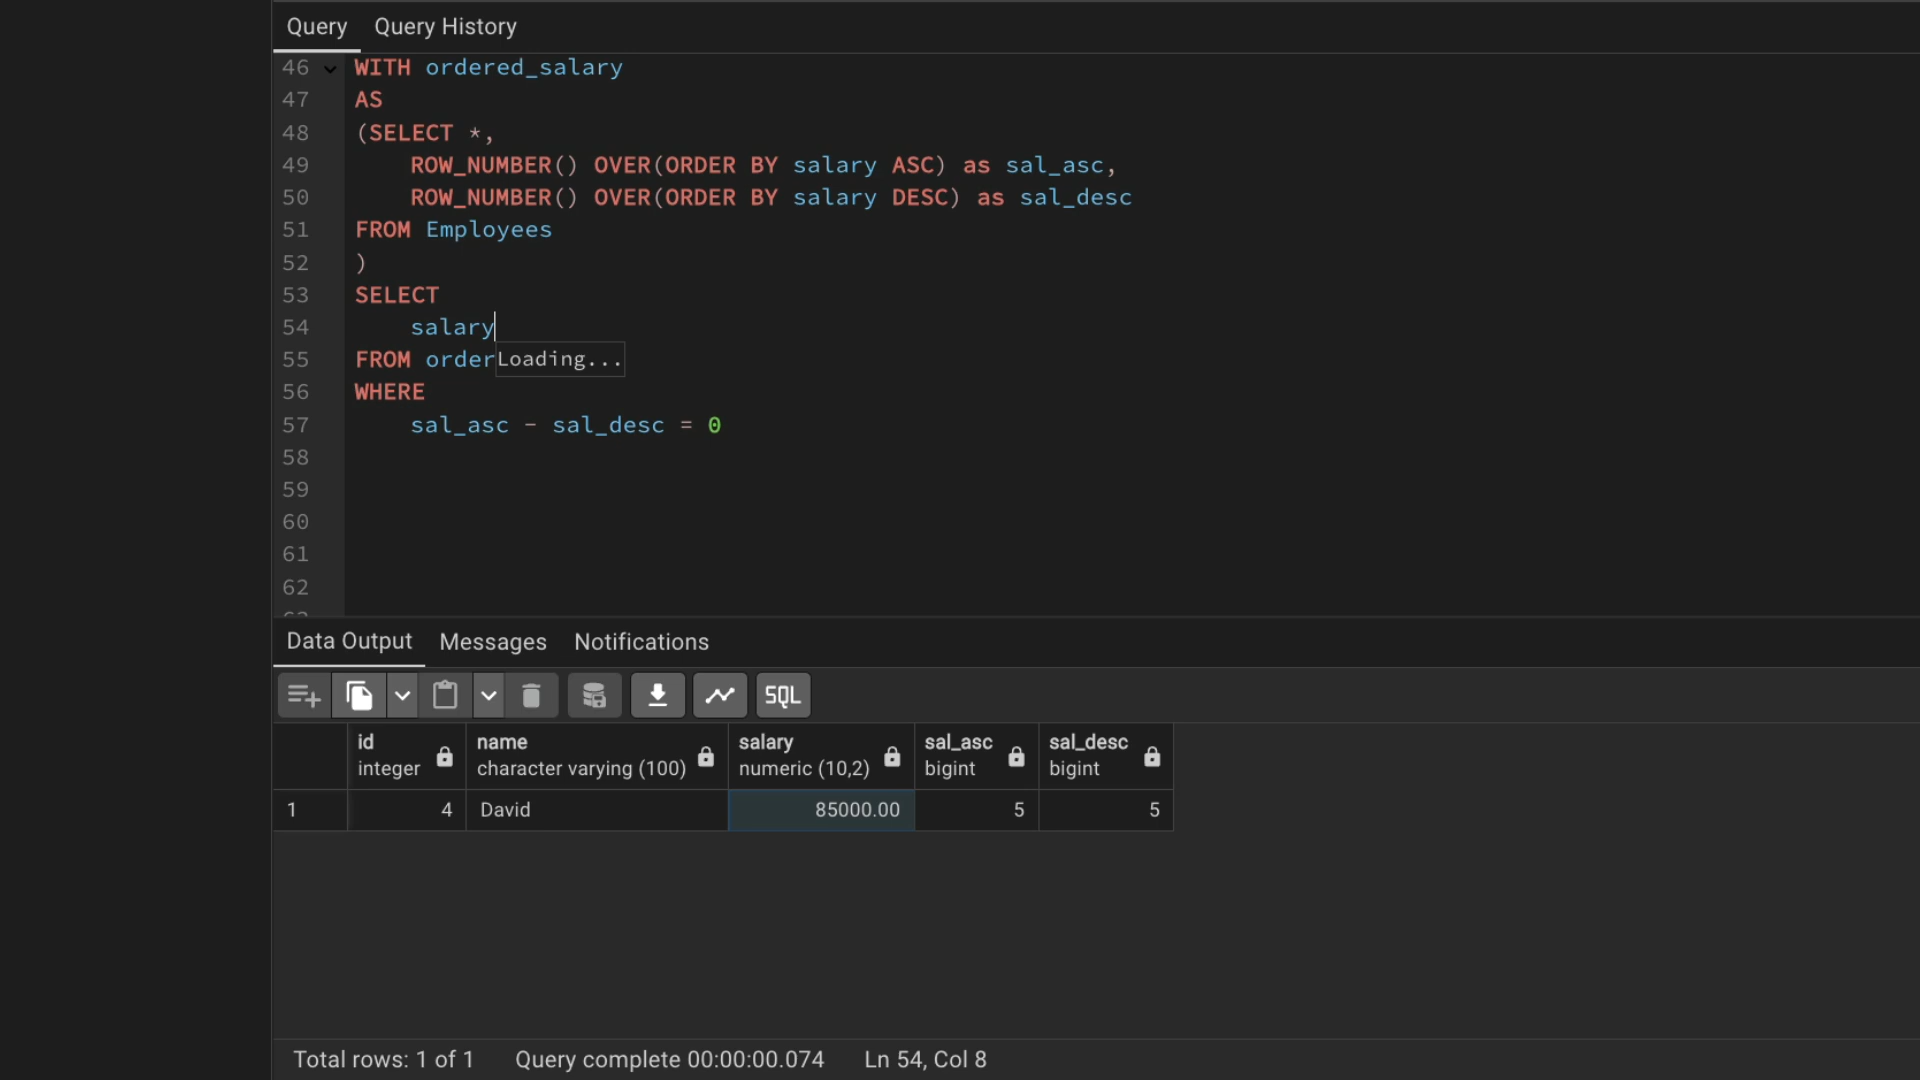 Query Query History
46 WITH ordered_salary
47 AS
48 (SELECT *,
49 ROW_NUMBER() OVER(ORDER BY salary ASC) as sal_asc,
50 ROW_NUMBER() OVER(ORDER BY salary DESC) as sal_desc
51 FROM Employees
52 )
53 SELECT
54 salary
55 FROM order Loading...
56 WHERE
57 sal_asc - sal_desc = 0
58
59
60
61
62
Data Output Messages Notifications
SQL
id name salary sal_asc sal_desc
integer character varying (100) numeric (10,2) bigint bigint
1 4 David 85000.00 5 5
Total rows: 1 of 1 Query complete 00:00:00.074 Ln 54, Col 8